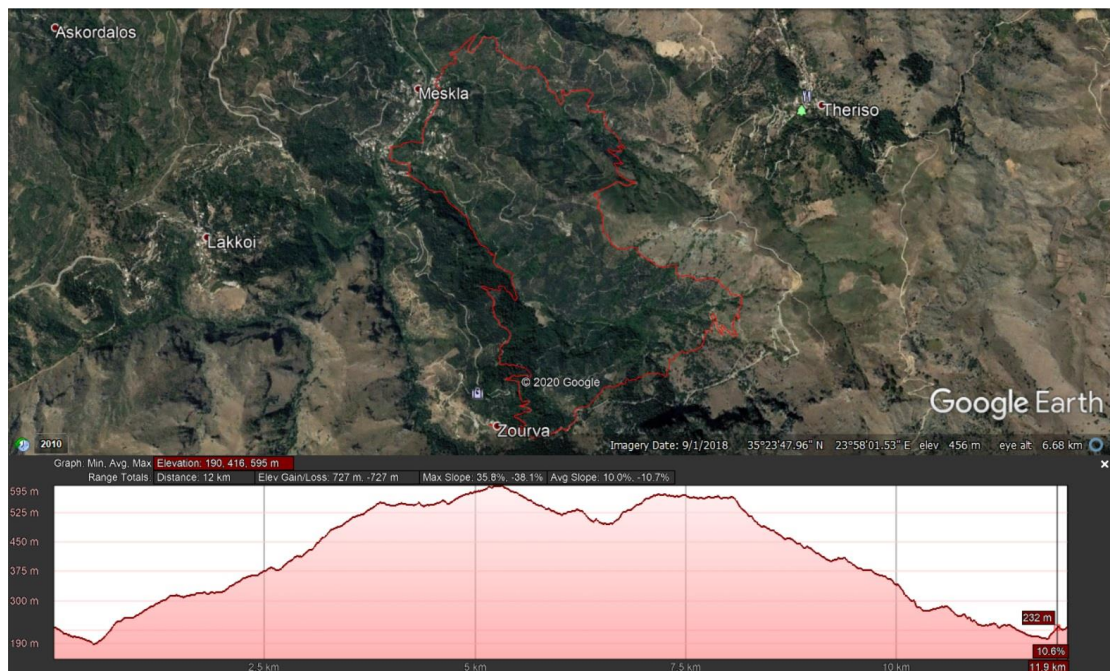 Askordalos
Meskla
Theriso
Lakkoi
© 2020 Google
Zourva
Google Earth
2010
Imagery Date: 9/1/2018 35°23'47.96" N 23°58'01.53" E elev 456 m eye alt 6.68 km
Graph: Min, Avg, Max Elevation: 190, 416, 595 m
Range Totals: Distance: 12 km Elev Gain/Loss: 727 m, -727 m Max Slope: 35.8%, -38.1% Avg Slope: 10.0%, -10.7%
595 m
525 m
450 m
375 m
300 m
232 m
190 m
10.6%
2.5 km 5 km 7.5 km 10 km 11.9 km